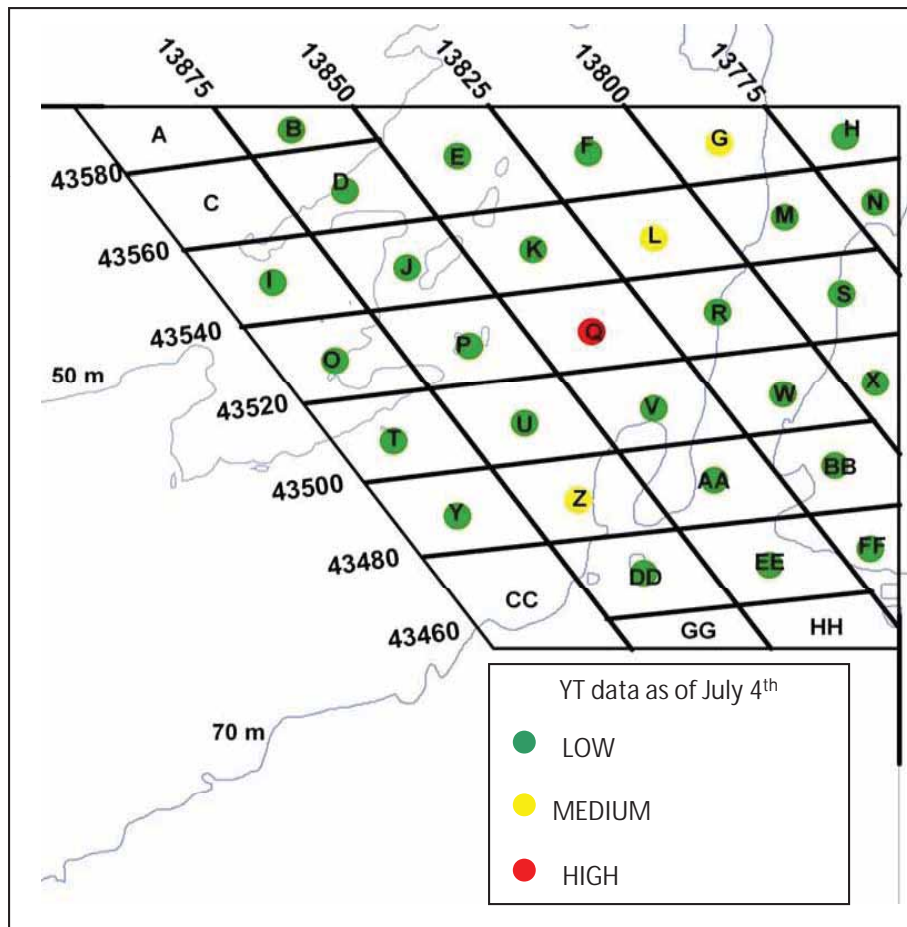 13875
13850
13825
13800
13775
A
B
E
F
G
H
43580
C
D
M
N
43560
I
J
K
L
S
43540
O
P
Q
R
50 m
43520
T
U
V
W
X
43500
Y
Z
AA
BB
43480
CC
DD
EE
FF
43460
GG
HH
YT data as of July 4th
70 m
LOW
MEDIUM
HIGH